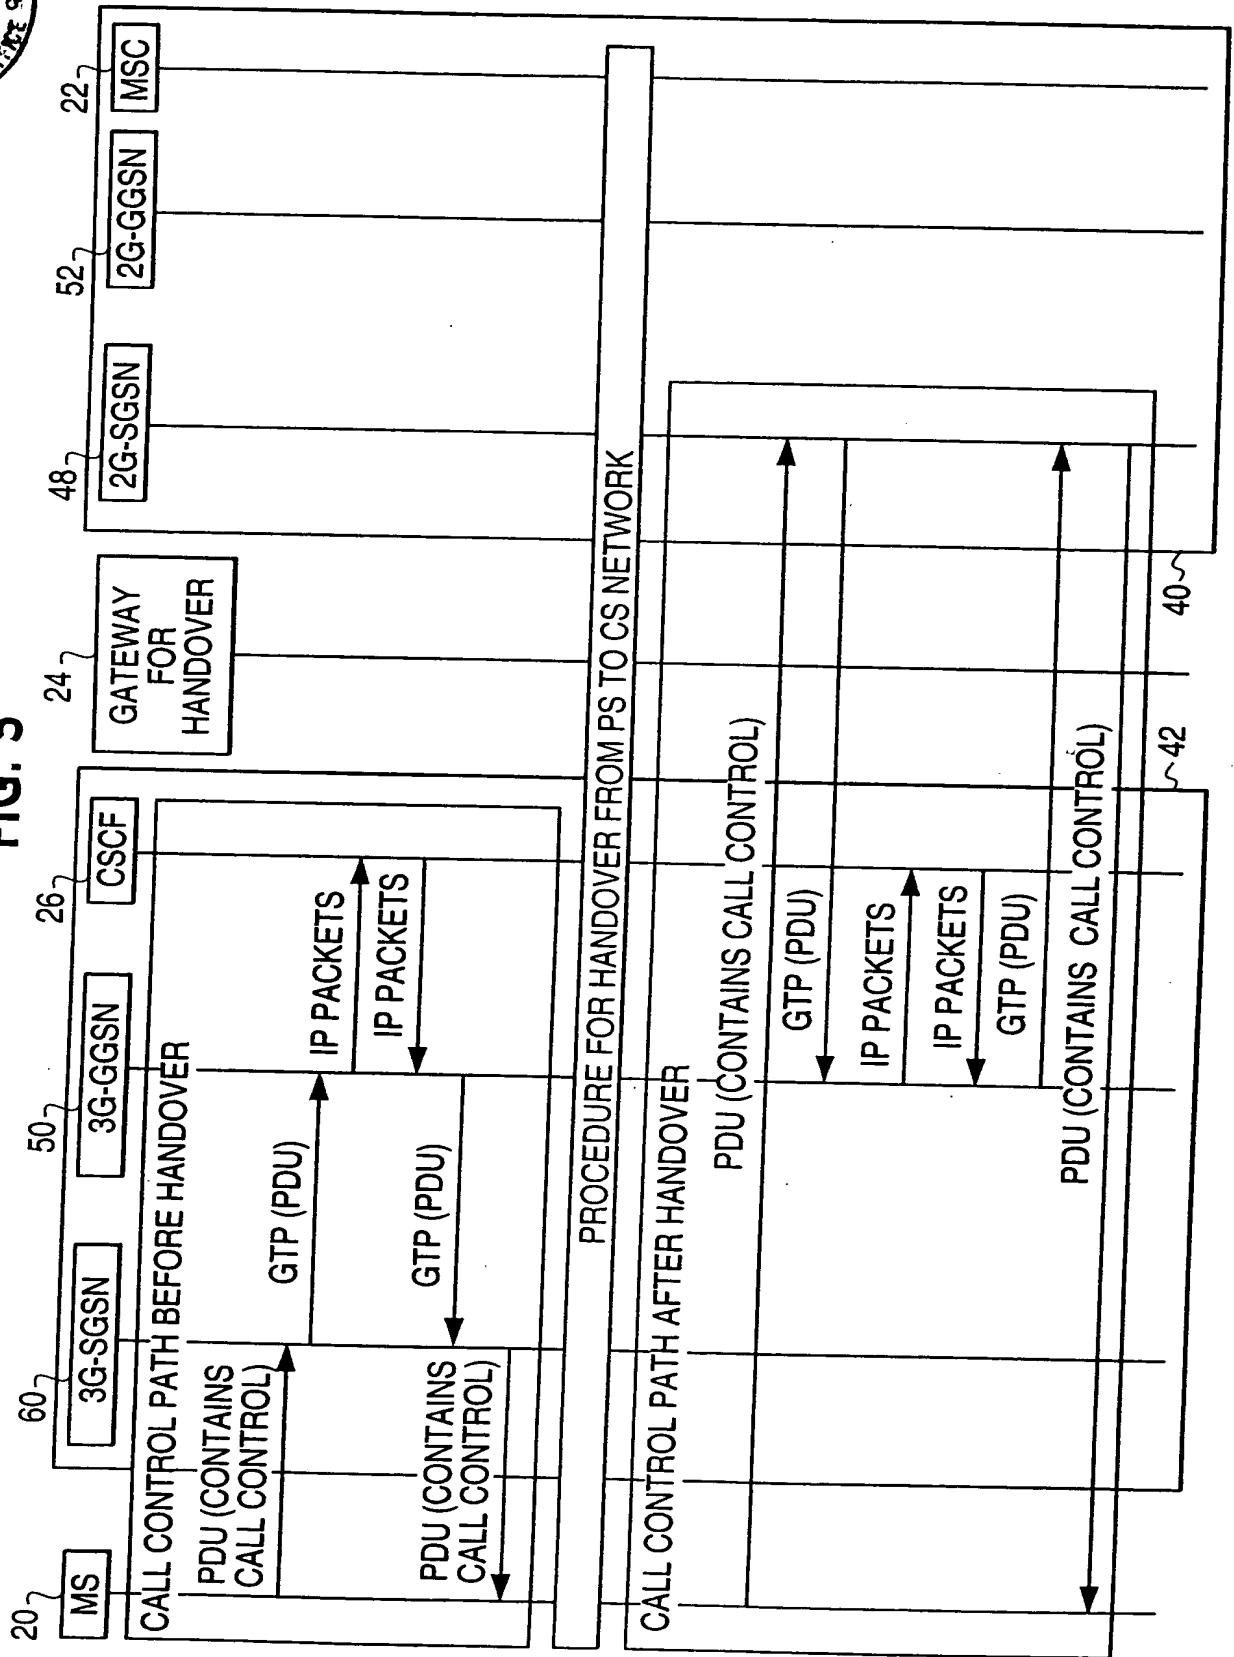 FIG.
20
60
50
26
24
48
52
22
MS
3G-SGSN
3G-GGSN
CSCF
GATEWAY
FOR
HANDOVER
2G-SGSN
2G-GGSN
MSC
CALL CONTROL PATH BEFORE HANDOVER
PDU (CONTAINS
CALL CONTROL)
GTP (PDU)
IP PACKETS
IP PACKETS
GTP (PDU)
PDU (CONTAINS
CALL CONTROL)
PROCEDURE FOR HANDOVER FROM PS TO CS NETWORK
CALL CONTROL PATH AFTER HANDOVER
PDU (CONTAINS CALL CONTROL)
GTP (PDU)
IP PACKETS
IP PACKETS
GTP (PDU)
PDU (CONTAINS CALL CONTROL)
42
40